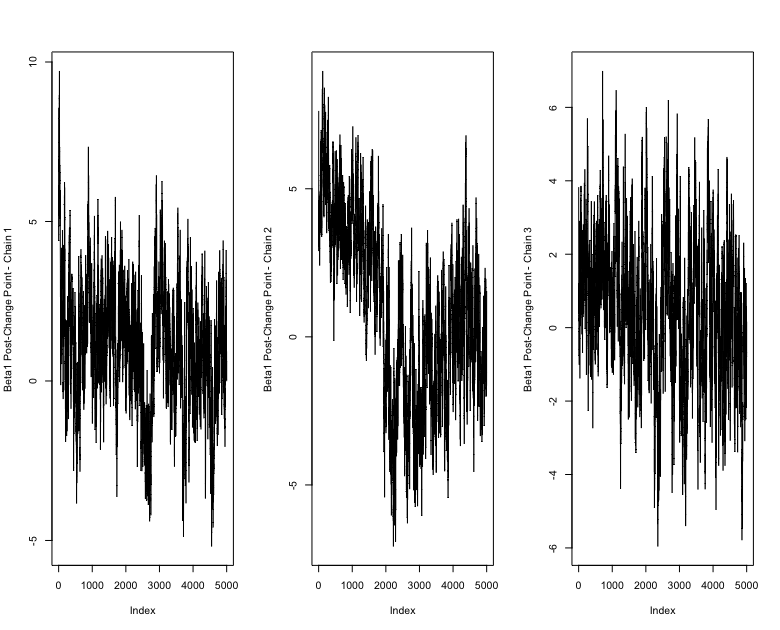 Beta1 Post-Change Point - Chain 1
10
5
0
-5
0 1000 2000 3000 4000 5000
Index
Beta1 Post-Change Point - Chain 2
5
0
-5
0 1000 2000 3000 4000 5000
Index
Beta1 Post-Change Point - Chain 3
6
4
2
0
-2
-4
-6
0 1000 2000 3000 4000 5000
Index